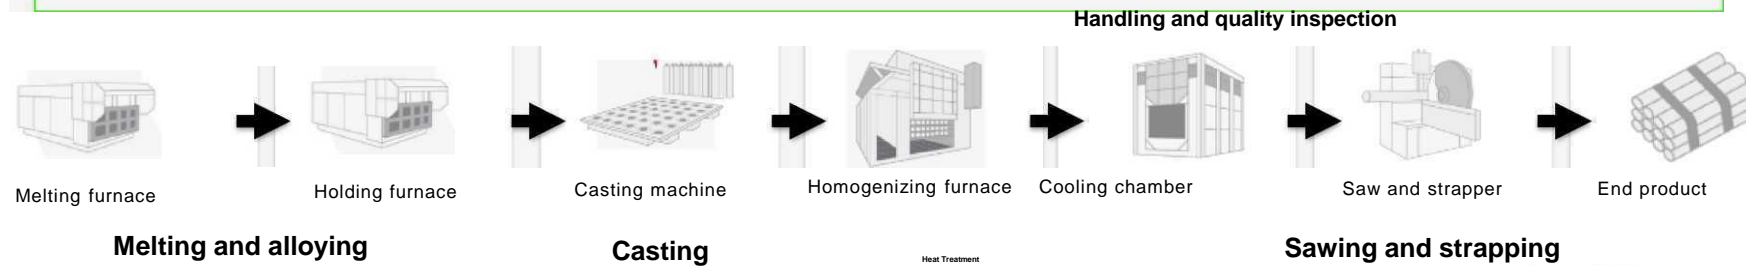 Handling and quality inspection
Melting furnace
Holding furnace
Casting machine
Homogenizing furnace
Cooling chamber
Saw and strapper
End product
Melting and alloying
Casting
Heat Treatment
Sawing and strapping